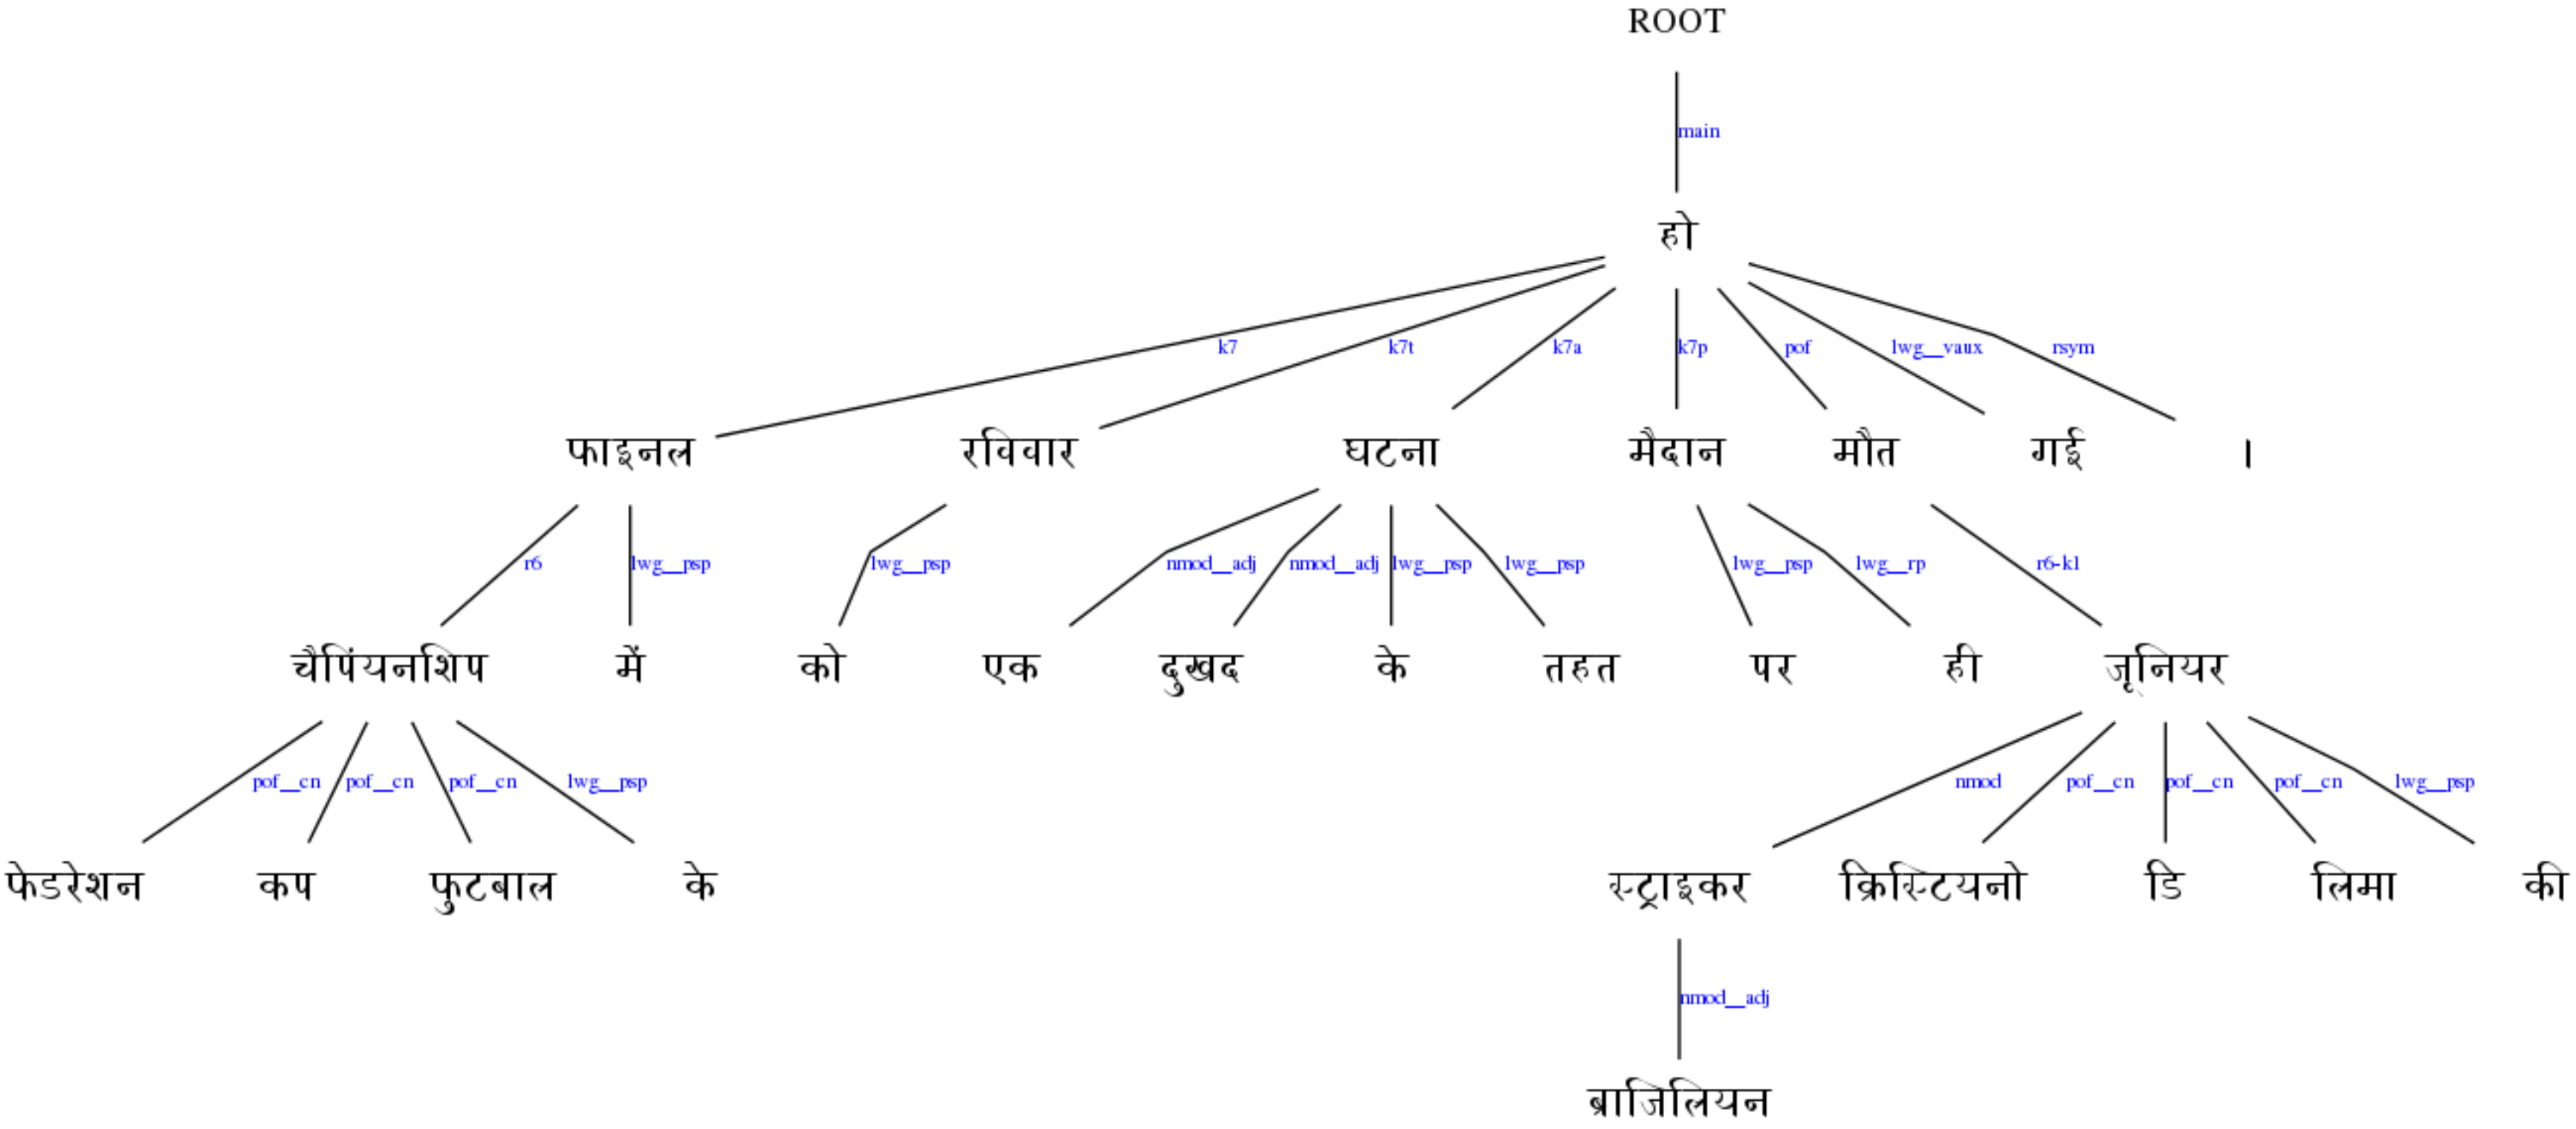 ROOT
main
हो
k7 k7t k7a k7p pof lwg__vaux rsym
फाइनल रविवार घटना मैदान मौत गई ।
r6 lwg__psp lwg__psp nmod__adj nmod__adj lwg__psp lwg__psp lwg__psp lwg__rp r6-k1
चैपिंयनशिप में को एक दुखद के तहत पर ही जूनियर
pof__cn pof__cn pof__cn lwg__psp nmod pof__cn pof__cn pof__cn lwg__psp
फेडरेशन कप फुटबाल के स्ट्राइकर क्रिस्टियनो डि लिमा की
nmod__adj
ब्राजिलियन